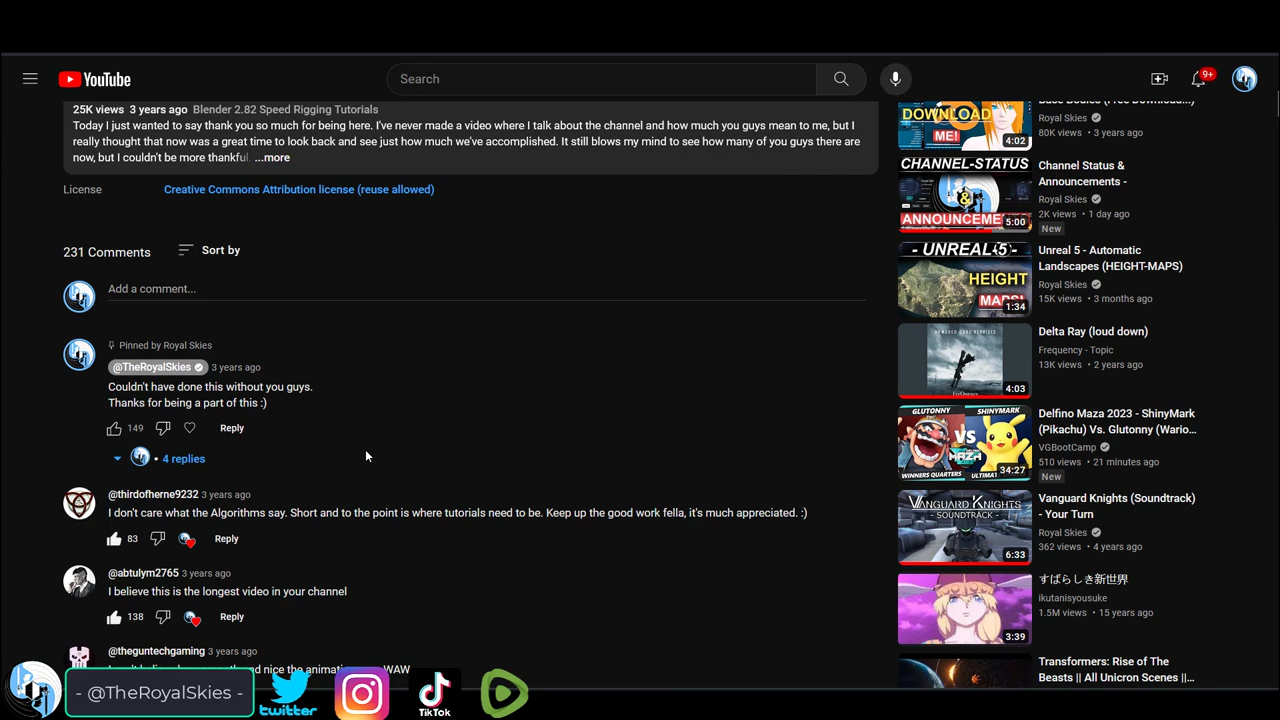 YouTube
Search
9+
25K views 3 years ago Blender 2.82 Speed Rigging Tutorials
Today I just wanted to say thank you so much for being here. I've never made a video where I talk about the channel and how much you guys mean to me, but I
really thought that now was a great time to look back and see just how much we've accomplished. It still blows my mind to see how many of you guys there are
now, but I couldn't be more thankful. ...more
License Creative Commons Attribution license (reuse allowed)
231 Comments Sort by
Add a comment...
Pinned by Royal Skies
@TheRoyalSkies 3 years ago
Couldn't have done this without you guys.
Thanks for being a part of this :)
149 Reply
• 4 replies
@thirdofherne9232 3 years ago
I don't care what the Algorithms say. Short and to the point is where tutorials need to be. Keep up the good work fella, it's much appreciated. :)
83 Reply
@abtulym2765 3 years ago
I believe this is the longest video in your channel
138 Reply
@theguntechgaming 3 years ago
nd nice the animati WAW
- @TheRoyalSkies -
twitter
TikTok
DOWNLOAD
ME!
4:02
Base Bodies (Free Download...)
Royal Skies
80K views • 3 years ago
CHANNEL-STATUS
&
ANNOUNCEME
5:00
Channel Status &
Announcements -
Royal Skies
2K views • 1 day ago
New
- UNREAL-5 -
HEIGHT
MAPS!
1:34
Unreal 5 - Automatic
Landscapes (HEIGHT-MAPS)
Royal Skies
15K views • 3 months ago
4:03
Delta Ray (loud down)
Frequency - Topic
13K views • 2 years ago
GLUTONNY
SHINYMARK
VS
MAZA
WINNERS QUARTERS
ULTIMAT
34:27
Delfino Maza 2023 - ShinyMark
(Pikachu) Vs. Glutonny (Wario...
VGBootCamp
510 views • 21 minutes ago
New
VANGUARD KNIGHTS
- SOUNDTRACK -
6:33
Vanguard Knights (Soundtrack)
- Your Turn
Royal Skies
362 views • 4 years ago
3:39
すばらしき新世界
ikutanisyousuke
1.5M views • 15 years ago
Transformers: Rise of The
Beasts || All Unicron Scenes ||...